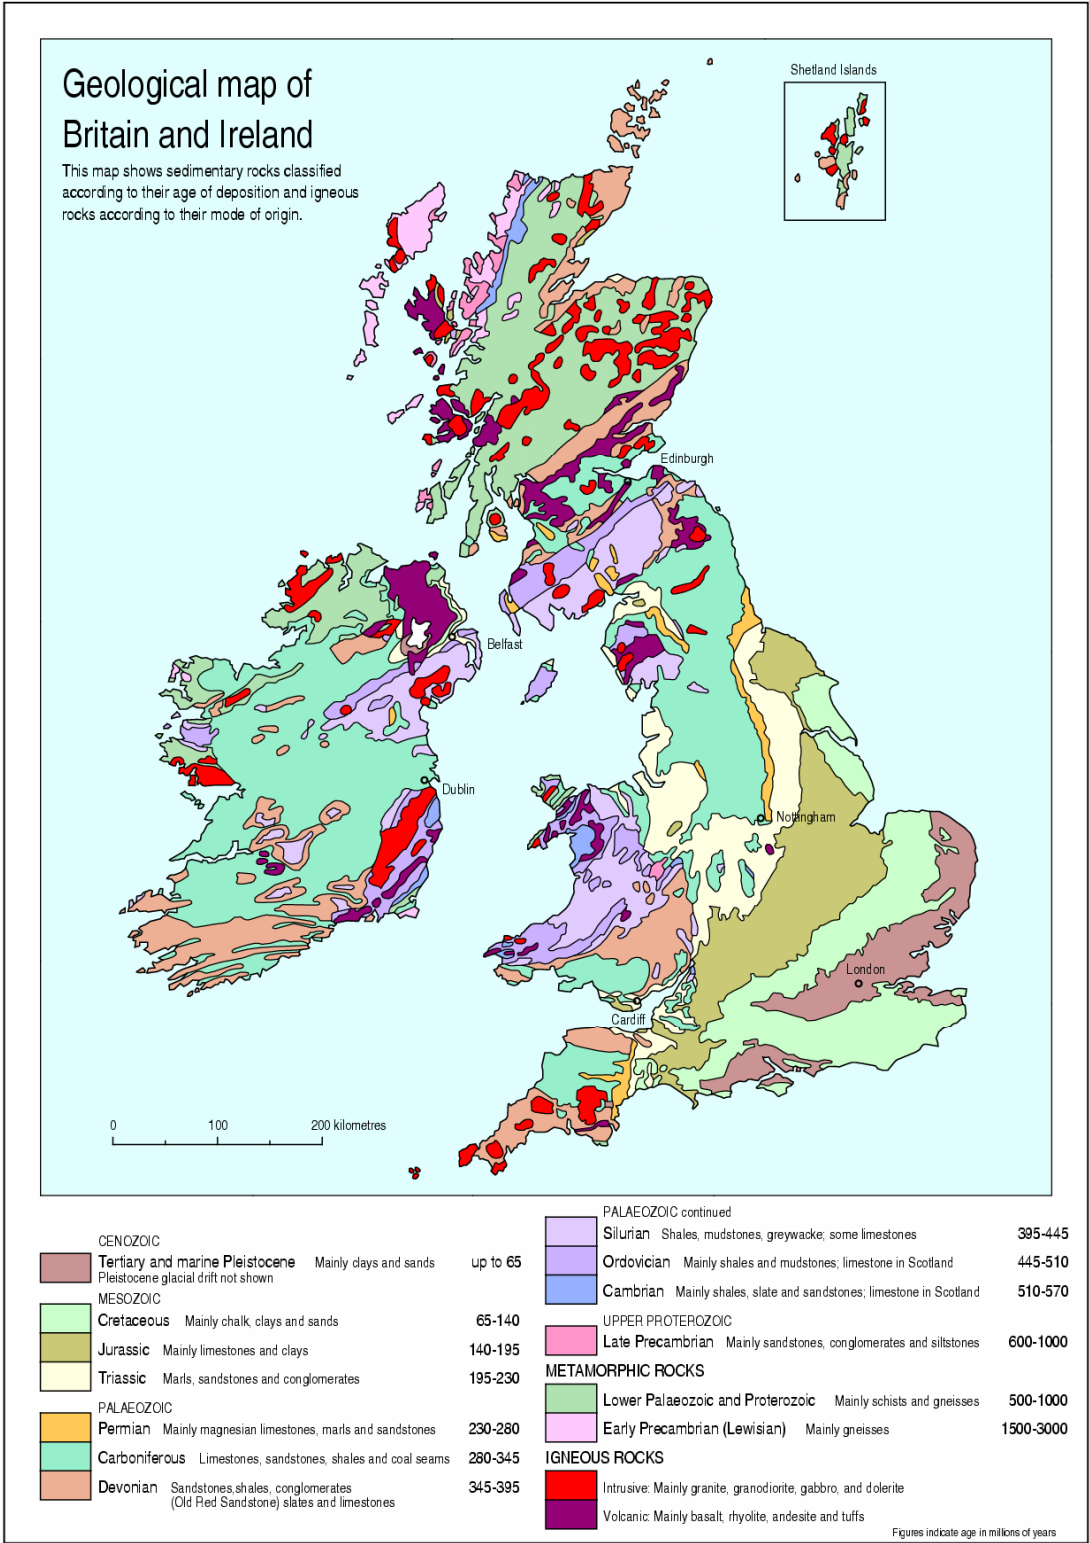 Geological map of
Britain and Ireland
This map shows sedimentary rocks classified
according to their age of deposition and igneous
rocks according to their mode of origin.
Shetland Islands
Edinburgh
Belfast
Dublin
Nottingham
London
Cardiff
0 100 200 kilometres
CENOZOIC
Tertiary and marine Pleistocene Mainly clays and sands up to 65
Pleistocene glacial drift not shown
MESOZOIC
Cretaceous Mainly chalk, clays and sands 65-140
Jurassic Mainly limestones and clays 140-195
Triassic Marls, sandstones and conglomerates 195-230
PALAEOZOIC
Permian Mainly magnesian limestones, marls and sandstones 230-280
Carboniferous Limestones, sandstones, shales and coal seams 280-345
Devonian Sandstones,shales, conglomerates 345-395
(Old Red Sandstone) slates and limestones
PALAEOZOIC continued
Silurian Shales, mudstones, greywacke; some limestones 395-445
Ordovician Mainly shales and mudstones; limestone in Scotland 445-510
Cambrian Mainly shales, slate and sandstones; limestone in Scotland 510-570
UPPER PROTEROZOIC
Late Precambrian Mainly sandstones, conglomerates and siltstones 600-1000
METAMORPHIC ROCKS
Lower Palaeozoic and Proterozoic Mainly schists and gneisses 500-1000
Early Precambrian (Lewisian) Mainly gneisses 1500-3000
IGNEOUS ROCKS
Intrusive: Mainly granite, granodiorite, gabbro, and dolerite
Volcanic: Mainly basalt, rhyolite, andesite and tuffs
Figures indicate age in millions of years